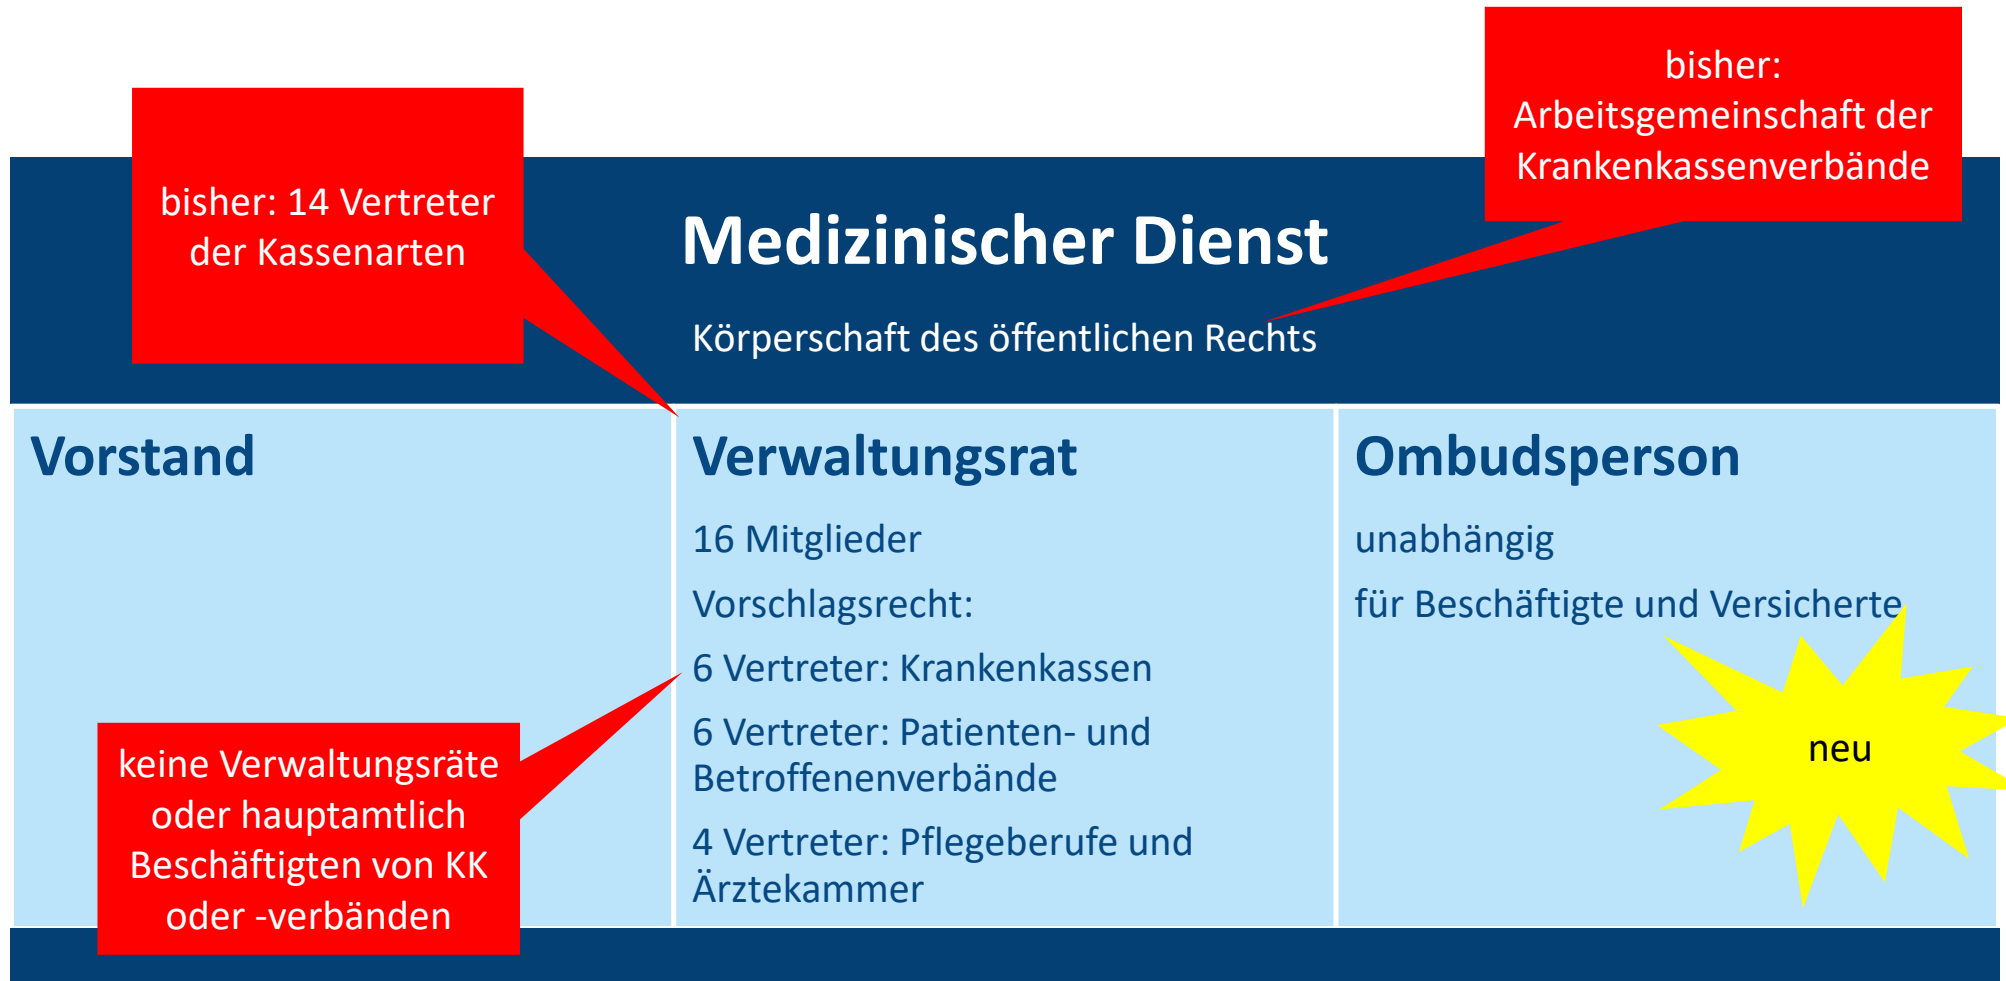 bisher:
Arbeitsgemeinschaft der
Krankenkassenverbände
bisher: 14 Vertreter
der Kassenarten
Medizinischer Dienst
Körperschaft des öffentlichen Rechts
Vorstand
Verwaltungsrat
16 Mitglieder
Vorschlagsrecht:
6 Vertreter: Krankenkassen
6 Vertreter: Patienten- und
Betroffenenverbände
4 Vertreter: Pflegeberufe und
Ärztekammer
keine Verwaltungsräte
oder hauptamtlich
Beschäftigten von KK
oder -verbänden
Ombudsperson
unabhängig
für Beschäftigte und Versicherte
neu